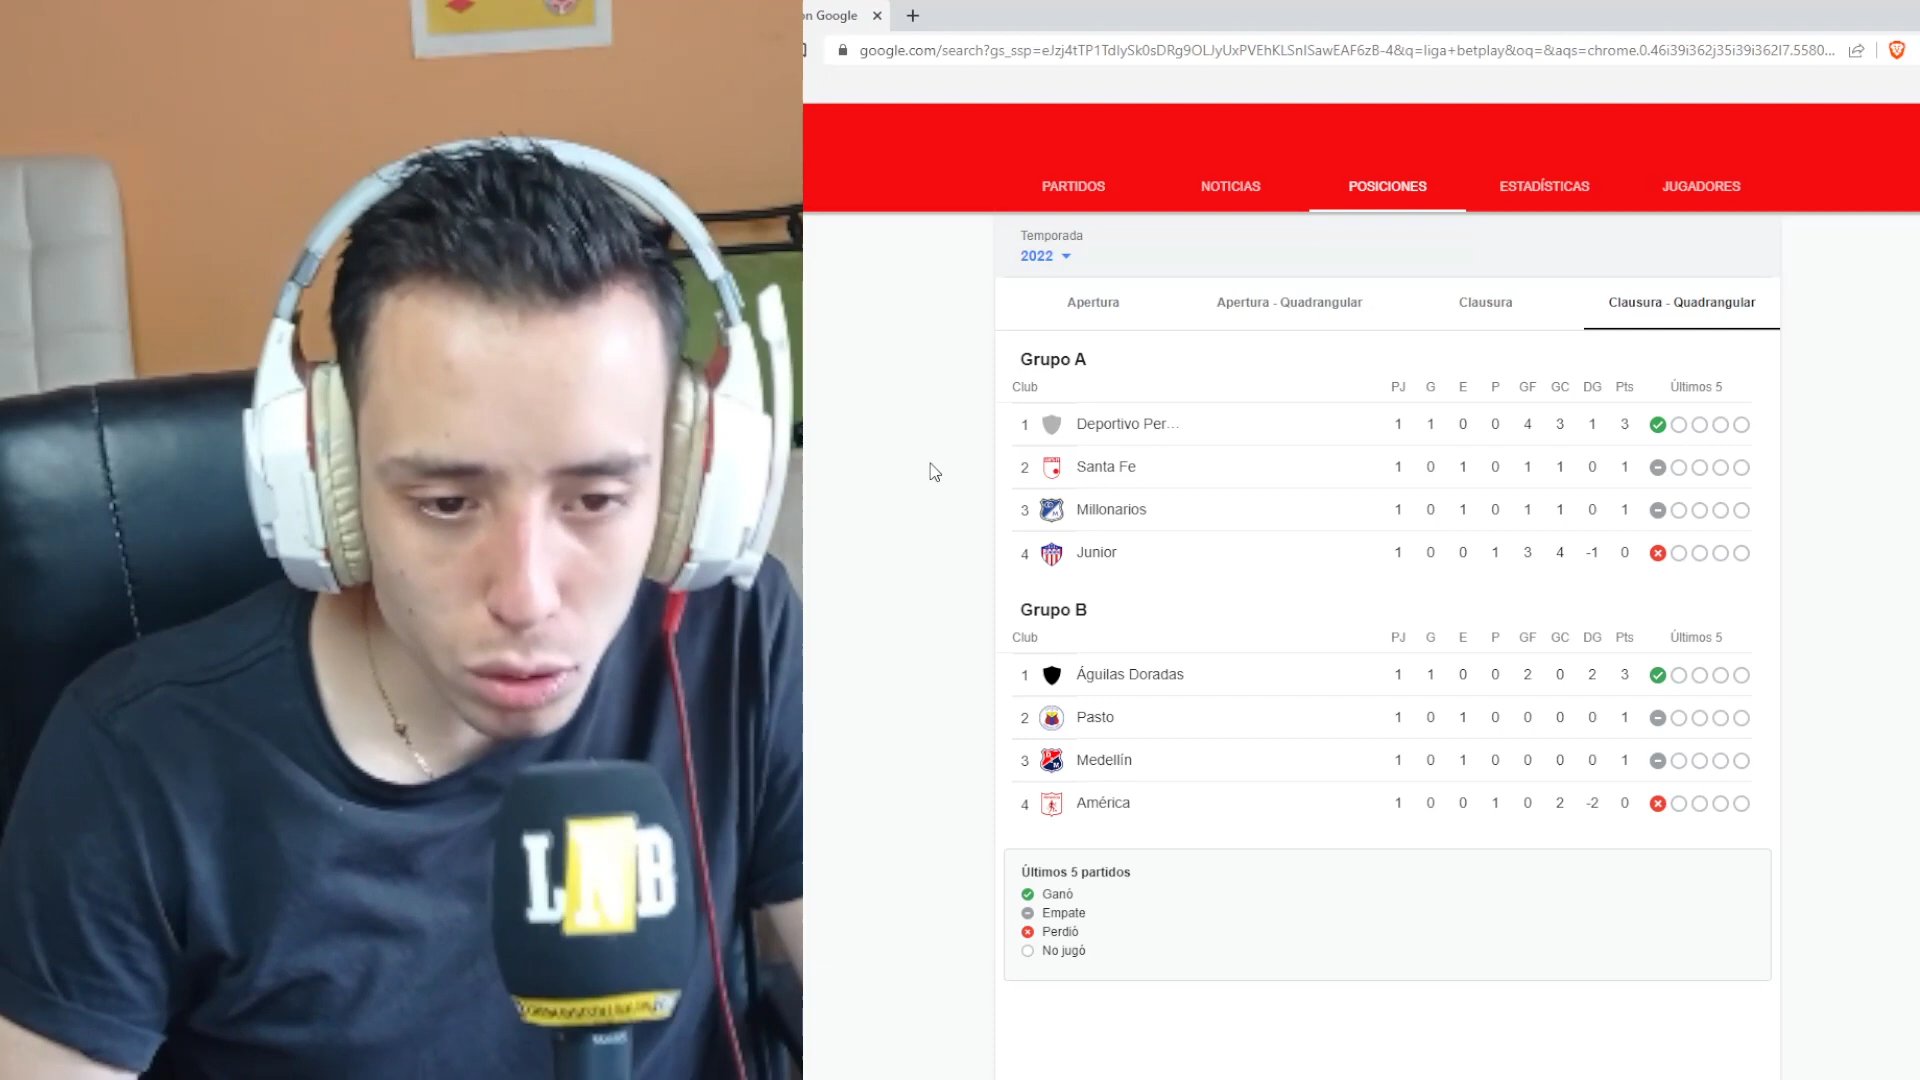 on Google
google.com/search?gs_ssp=eJzj4tTP1TdIySk0sDRg9OLJyUxPVEhKLSnISawEAF6zB-4&q=liga+betplay&oq=&aqs=chrome.0.46i39i362j35i39i362l7.5580...
PARTIDOS NOTICIAS POSICIONES ESTADÍSTICAS JUGADORES
Temporada
2022
Apertura Apertura - Quadrangular Clausura Clausura - Quadrangular
Grupo A
Club PJ G E P GF GC DG Pts Últimos 5
1 Deportivo Per... 1 1 0 0 4 3 1 3
2 Santa Fe 1 0 1 0 1 1 0 1
3 Millonarios 1 0 1 0 1 1 0 1
4 Junior 1 0 0 1 3 4 -1 0
Grupo B
Club PJ G E P GF GC DG Pts Últimos 5
1 Águilas Doradas 1 1 0 0 2 0 2 3
2 Pasto 1 0 1 0 0 0 0 1
3 Medellín 1 0 1 0 0 0 0 1
4 América 1 0 0 1 0 2 -2 0
Últimos 5 partidos
Ganó
Empate
Perdió
No jugó
LNB